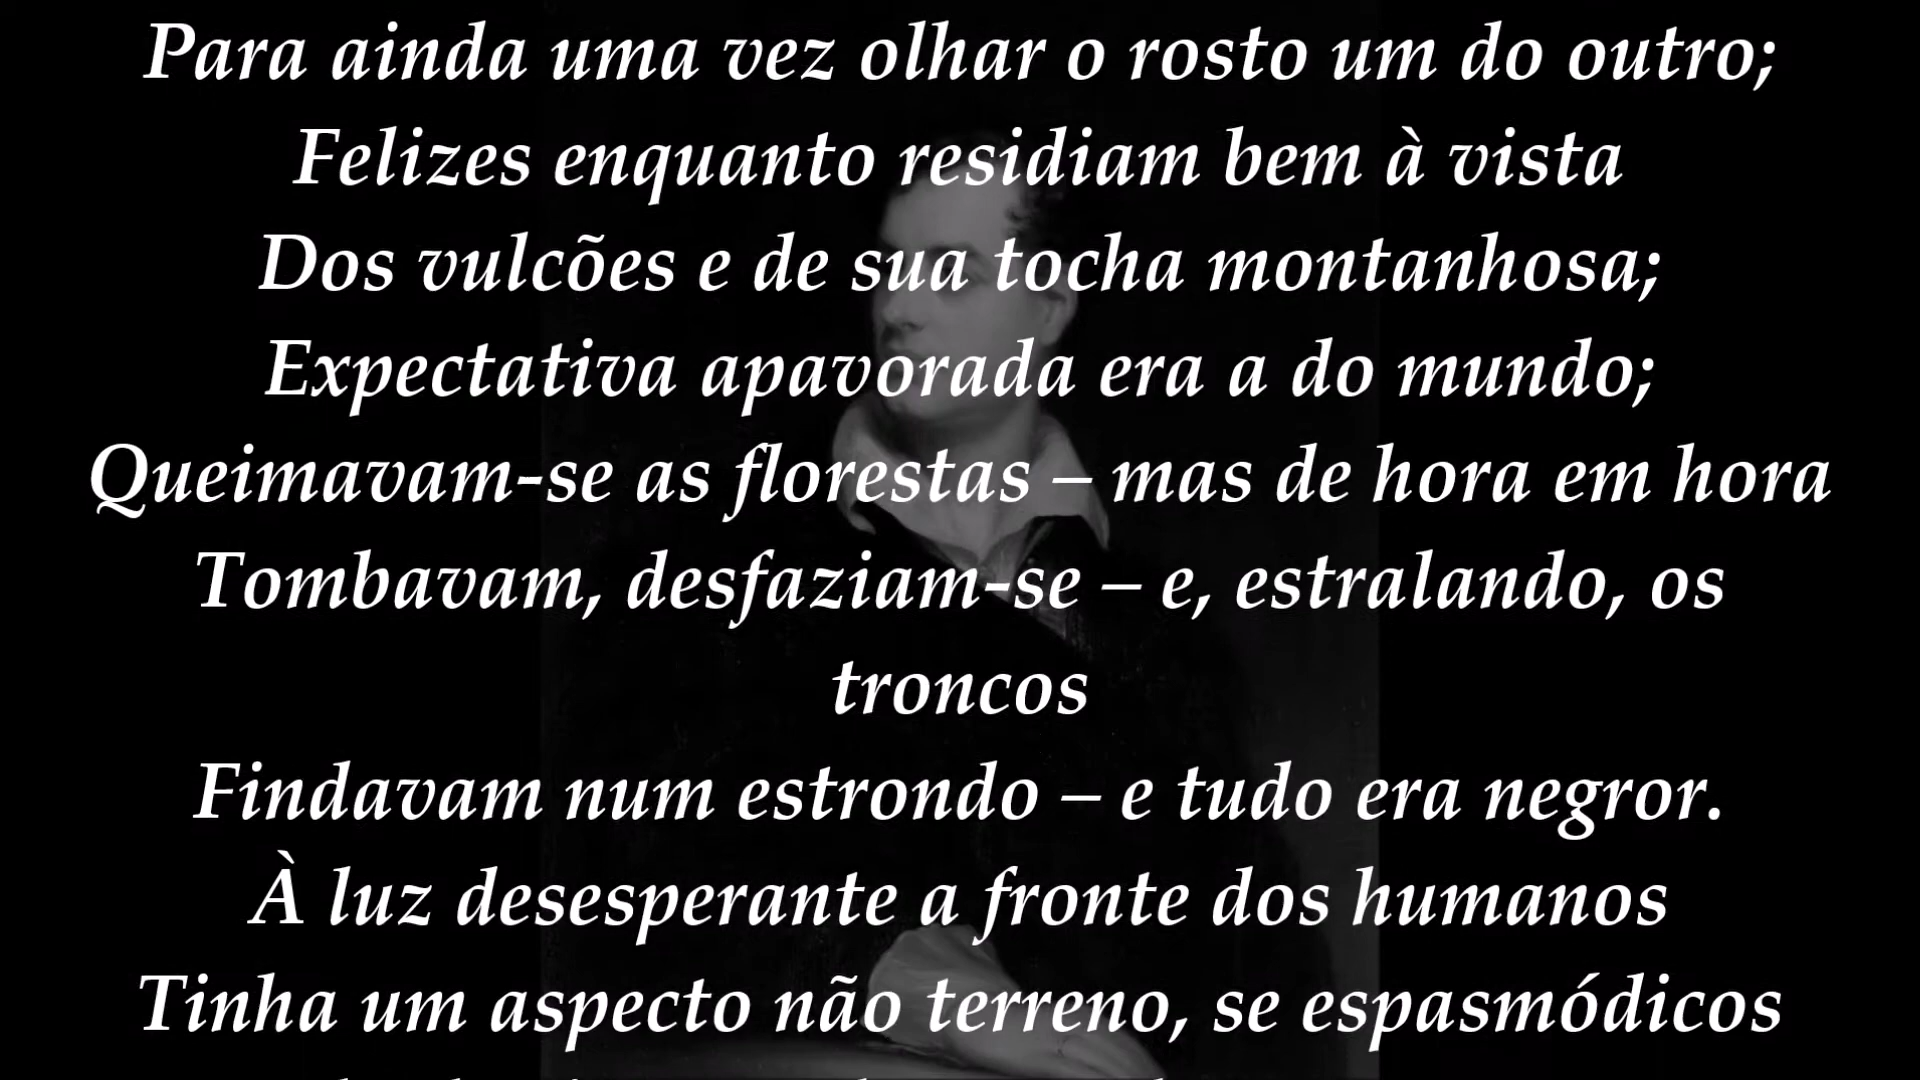 Para ainda uma vez olhar o rosto um do outro;
Felizes enquanto residiam bem à vista
Dos vulcões e de sua tocha montanhosa;
Expectativa apavorada era a do mundo;
Queimavam-se as florestas – mas de hora em hora
Tombavam, desfaziam-se – e, estralando, os
troncos
Findavam num estrondo – e tudo era negror.
À luz desesperante a fronte dos humanos
Tinha um aspecto não terreno, se espasmódicos